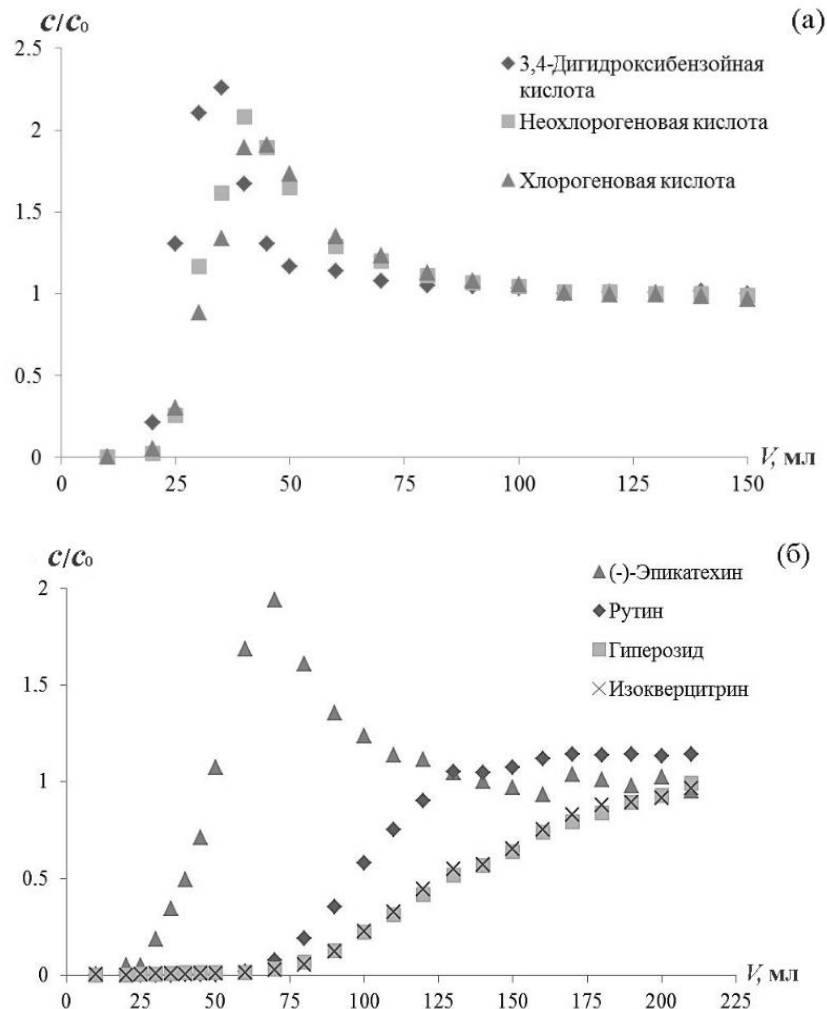 c/c₀
(а)
2.5
3,4-Дигидроксибензойная
кислота
2
Неохлорогеновая кислота
1.5
Хлорогеновая кислота
1
0.5
0
0 25 50 75 100 125 150
V, мл
c/c₀
(б)
2
(-)-Эпикатехин
Рутин
1.5
Гиперозид
Изокверцитрин
1
0.5
0
0 25 50 75 100 125 150 175 200 225
V, мл